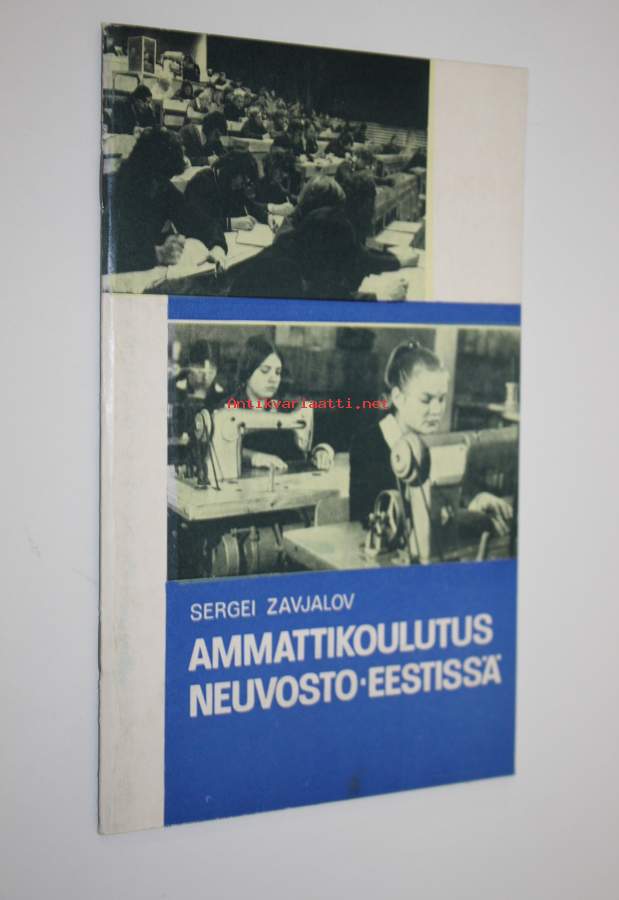 Antikvariaatti.net
SERGEI ZAVJALOV
AMMATTIKOULUTUS
NEUVOSTO-EESTISSÄ